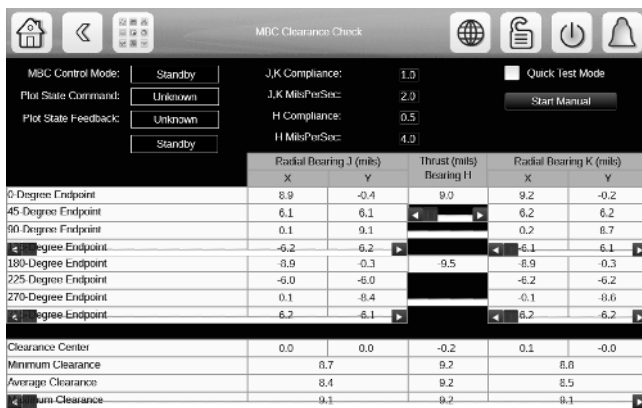 MBC Clearance Check
MBC Control Mode: Standby J,K Compliance: 1.0 Quick Test Mode
Plot State Command: Unknown J,K MilsPerSec: 2.0 Start Manual
Plot State Feedback: Unknown H Compliance: 0.5
Standby H MilsPerSec: 4.0
Radial Bearing J (mils) Thrust (mils) Radial Bearing K (mils)
X Y Bearing H X Y
0-Degree Endpoint 8.9 -0.4 9.0 9.2 -0.2
45-Degree Endpoint 6.1 6.1 6.2 6.2
90-Degree Endpoint 0.1 9.1 0.2 8.7
Degree Endpoint -6.2 6.2 -6.1 6.1
180-Degree Endpoint -8.9 -0.3 -9.5 -8.9 -0.3
225-Degree Endpoint -6.0 -6.0 -6.2 -6.2
270-Degree Endpoint 0.1 -8.4 -0.1 -8.6
Degree Endpoint 6.2 -6.1 6.2 -6.2
Clearance Center 0.0 0.0 -0.2 0.1 -0.0
Minimum Clearance 8.7 9.2 8.8
Average Clearance 8.4 9.2 8.5
um Clearance 9.1 9.2 9.1